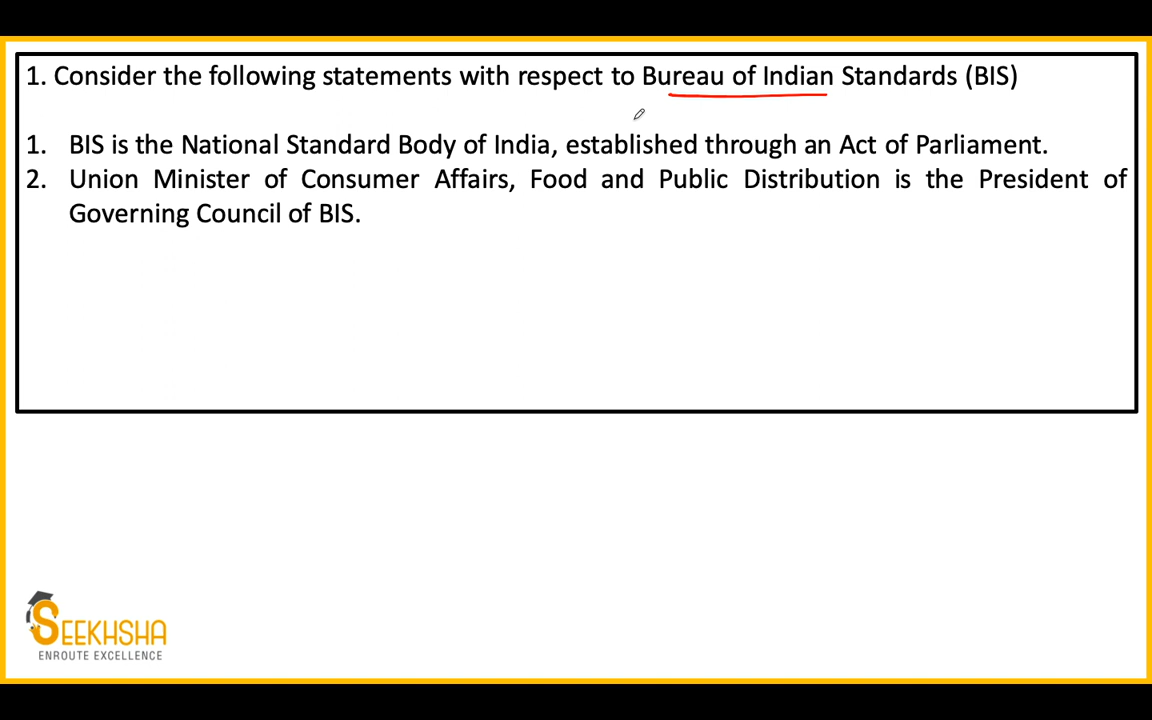 1. Consider the following statements with respect to Bureau of Indian Standards (BIS)
1. BIS is the National Standard Body of India, established through an Act of Parliament.
2. Union Minister of Consumer Affairs, Food and Public Distribution is the President of
Governing Council of BIS.
SEEKHSHA
ENROUTE EXCELLENCE